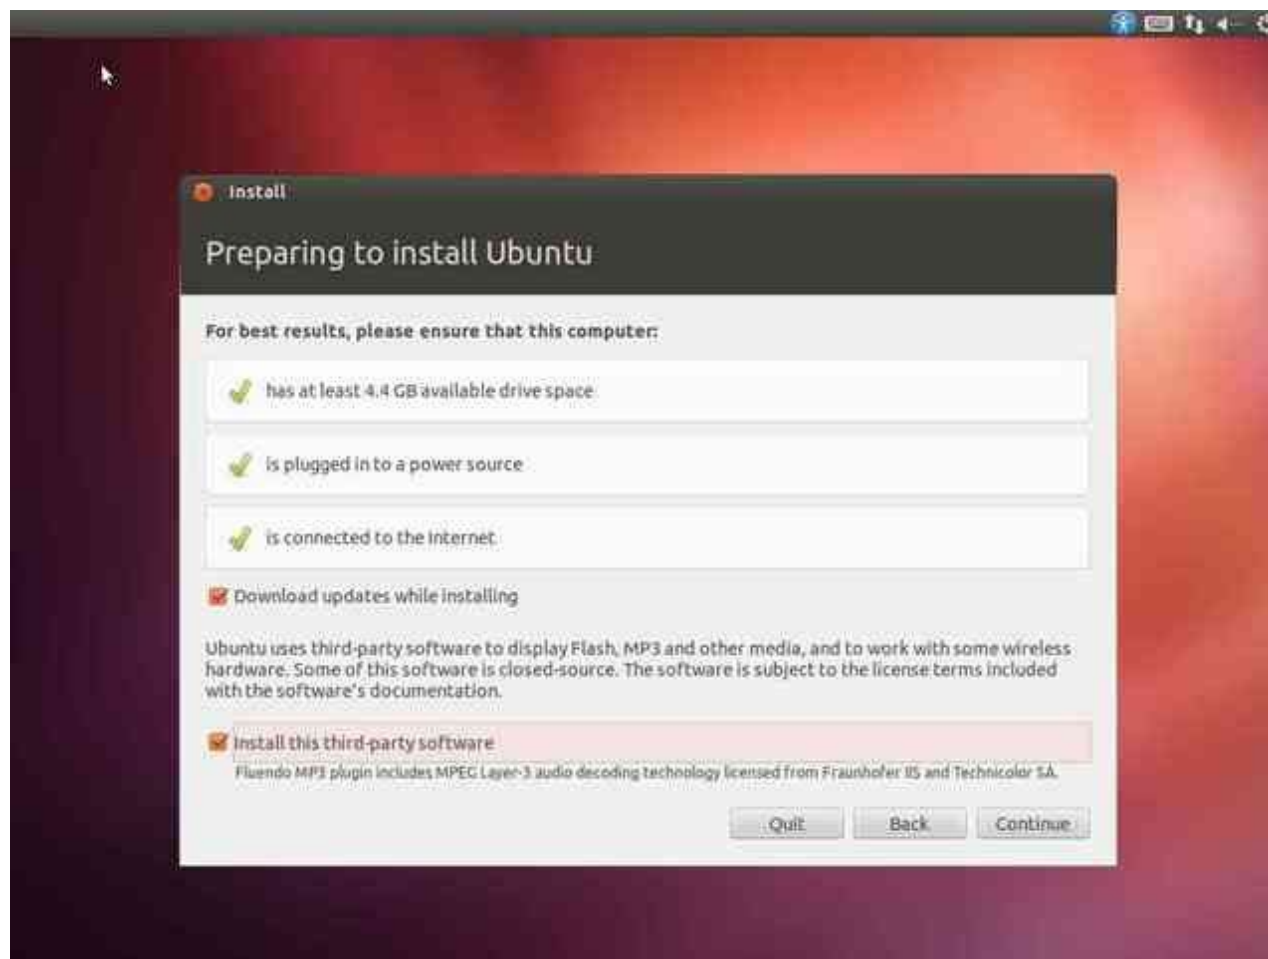 Install
Preparing to install Ubuntu
For best results, please ensure that this computer:
has at least 4.4 GB available drive space
is plugged in to a power source
is connected to the Internet
Download updates while installing
Ubuntu uses third-party software to display Flash, MP3 and other media, and to work with some wireless
hardware. Some of this software is closed-source. The software is subject to the license terms included
with the software's documentation.
Install this third-party software
Fluendo MP3 plugin includes MPEG Layer-3 audio decoding technology licensed from Fraunhofer IIS and Technicolor SA.
Quit Back Continue